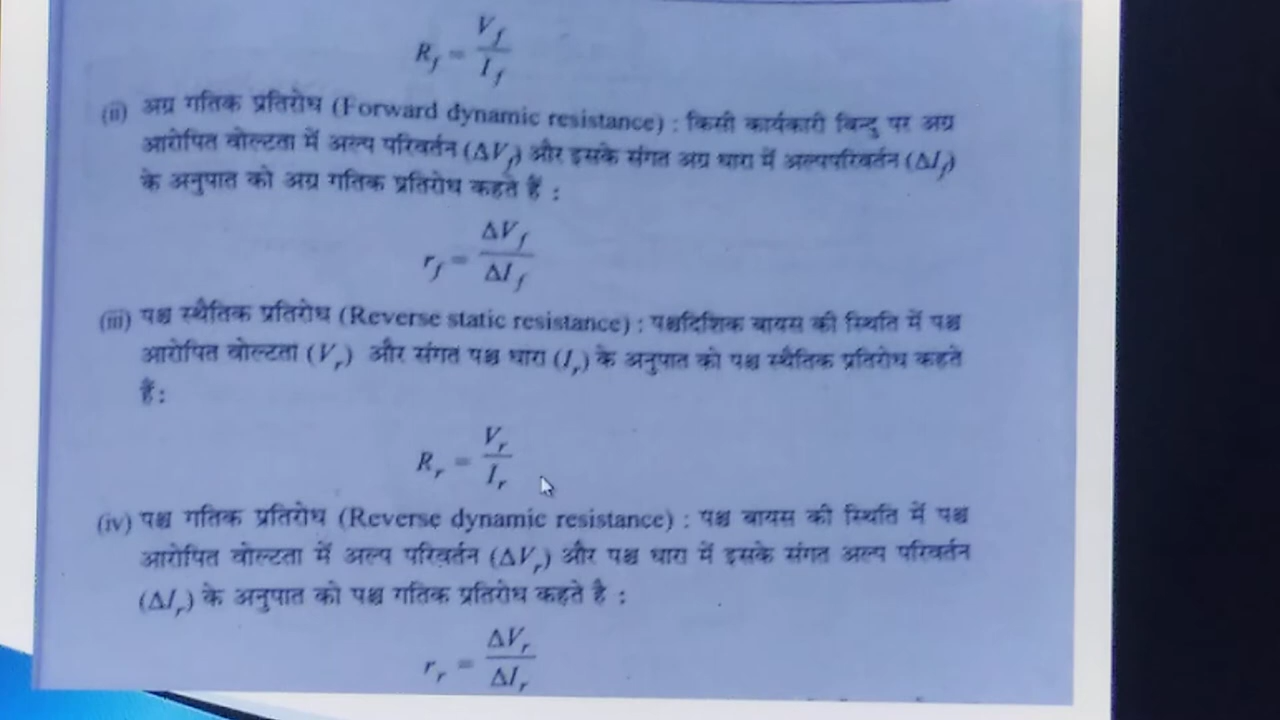 R_f = V_f / I_f
(ii) अग्र गतिक प्रतिरोध (Forward dynamic resistance) : किसी कार्यकारी बिन्दु पर अग्र
आरोपित वोल्टता में अल्प परिवर्तन (ΔV_f) और इसके संगत अग्र धारा में अल्पपरिवर्तन (ΔI_f)
के अनुपात को अग्र गतिक प्रतिरोध कहते हैं :
r_f = ΔV_f / ΔI_f
(iii) पश्च स्थैतिक प्रतिरोध (Reverse static resistance) : पश्चदिशिक बायस की स्थिति में पश्च
आरोपित वोल्टता (V_r) और संगत पश्च धारा (I_r) के अनुपात को पश्च स्थैतिक प्रतिरोध कहते
हैं :
R_r = V_r / I_r
(iv) पश्च गतिक प्रतिरोध (Reverse dynamic resistance) : पश्च बायस की स्थिति में पश्च
आरोपित वोल्टता में अल्प परिवर्तन (ΔV_r) और पश्च धारा में इसके संगत अल्प परिवर्तन
(ΔI_r) के अनुपात को पश्च गतिक प्रतिरोध कहते है :
r_r = ΔV_r / ΔI_r